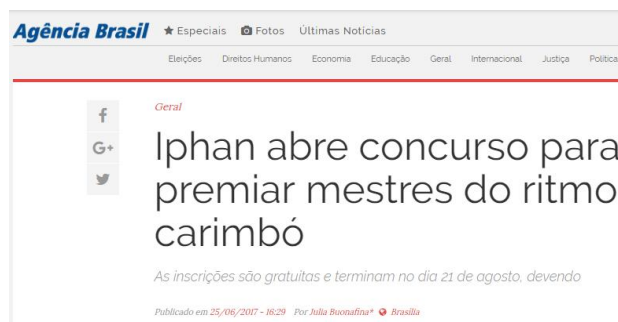 Agência Brasil Especiais Fotos Últimas Notícias
Eleições Direitos Humanos Economia Educação Geral Internacional Justiça Política
Geral
Iphan abre concurso para
premiar mestres do ritmo
carimbó
As inscrições são gratuitas e terminam no dia 21 de agosto, devendo
Publicado em 25/06/2017 - 16:29 Por Julia Buonafina* Brasília